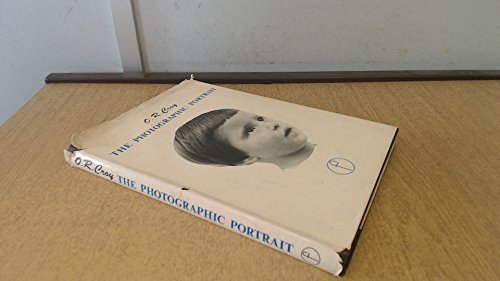 O. R. Croy
THE PHOTOGRAPHIC PORTRAIT
O. R. Croy THE PHOTOGRAPHIC PORTRAIT